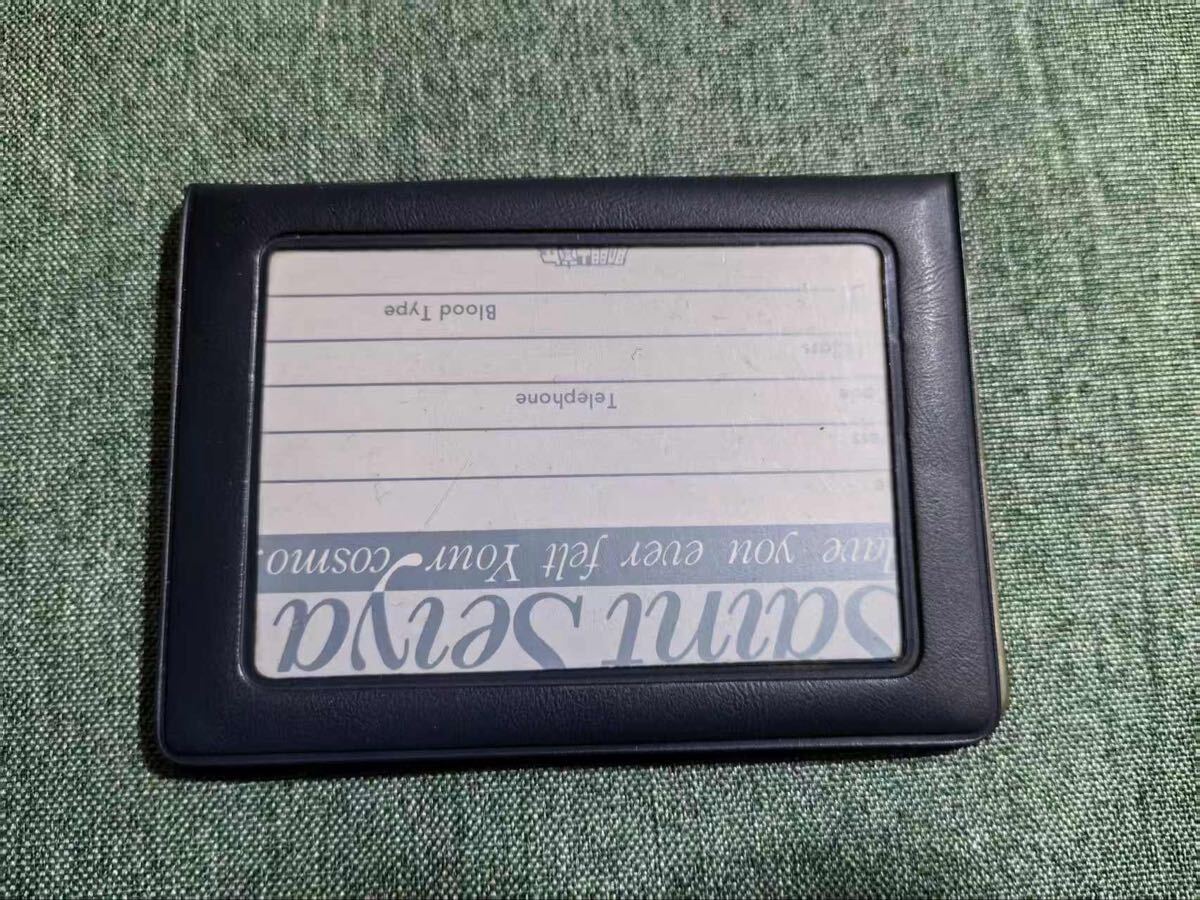 Saint Seiya
Have you ever felt Your cosmo.
Telephone
Blood Type